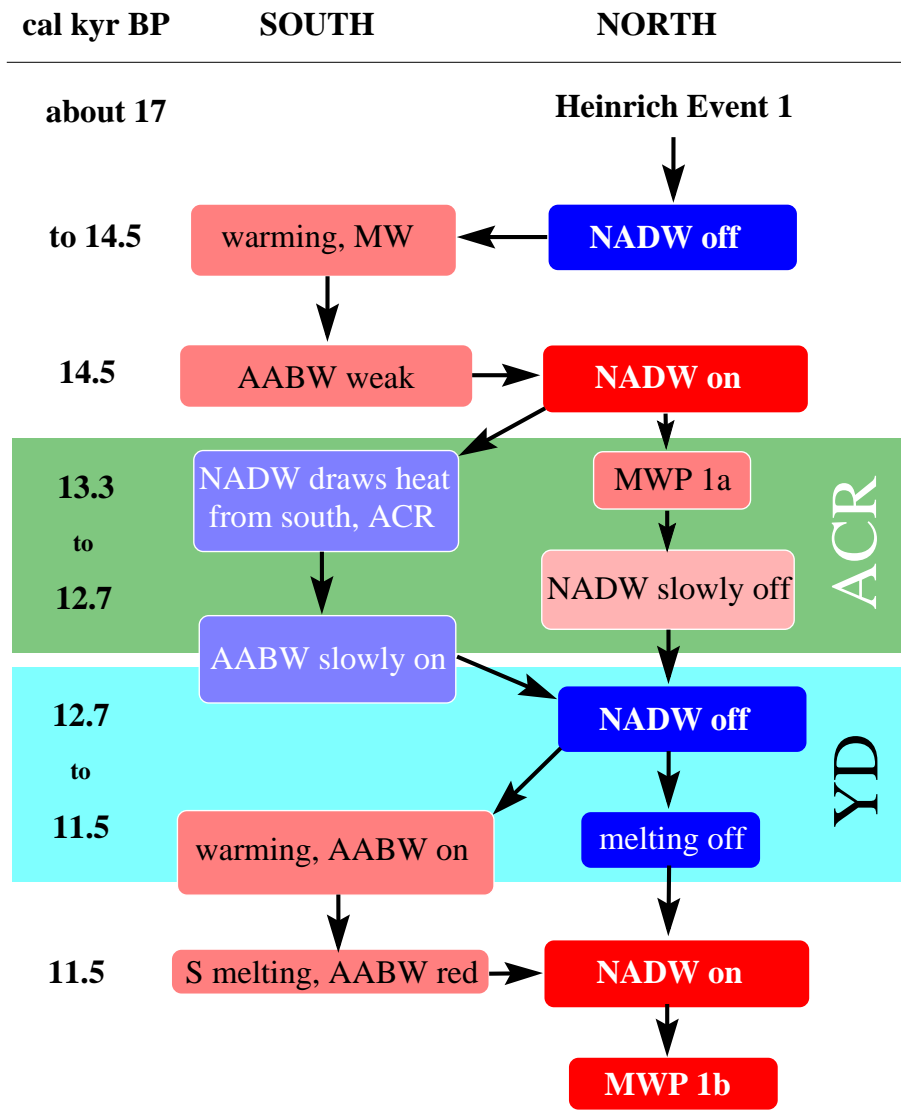 cal kyr BP SOUTH NORTH
about 17 Heinrich Event 1
to 14.5 warming, MW NADW off
14.5 AABW weak NADW on
13.3
to
12.7
NADW draws heat
from south, ACR
MWP 1a
NADW slowly off
ACR
AABW slowly on
12.7
to
11.5
NADW off
YD
warming, AABW on
melting off
11.5 S melting, AABW red NADW on
MWP 1b